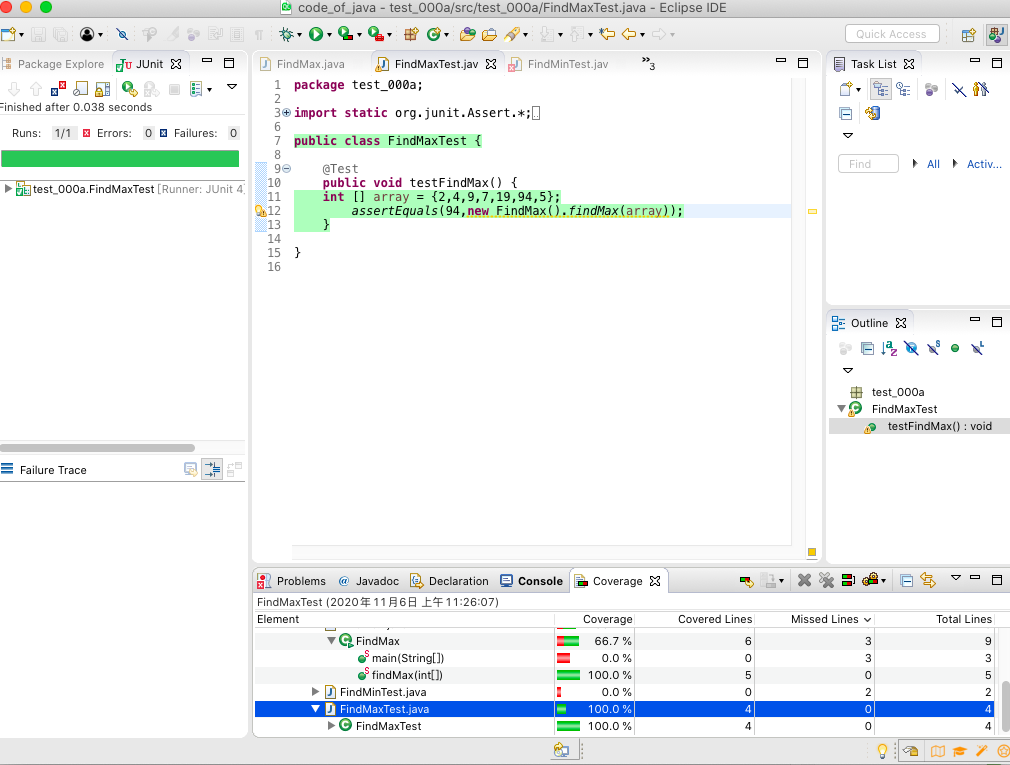 code_of_java - test_000a/src/test_000a/FindMaxTest.java - Eclipse IDE
Quick Access
Package Explore
JUnit
Finished after 0.038 seconds
Runs: 1/1 Errors: 0 Failures: 0
test_000a.FindMaxTest [Runner: JUnit 4]
Failure Trace
FindMax.java
FindMaxTest.jav
FindMinTest.jav
»3
1 package test_000a;
2
3 import static org.junit.Assert.*;
6
7 public class FindMaxTest {
8
9 @Test
10 public void testFindMax() {
11 int [] array = {2,4,9,7,19,94,5};
12 assertEquals(94,new FindMax().findMax(array));
13 }
14
15 }
16
Task List
Find
All
Activ...
Outline
test_000a
FindMaxTest
testFindMax() : void
Problems @ Javadoc Declaration Console Coverage
FindMaxTest (2020年11月6日 上午11:26:07)
Element Coverage Covered Lines Missed Lines Total Lines
FindMax 66.7 % 6 3 9
main(String[]) 0.0 % 0 3 3
findMax(int[]) 100.0 % 5 0 5
FindMinTest.java 0.0 % 0 2 2
FindMaxTest.java 100.0 % 4 0 4
FindMaxTest 100.0 % 4 0 4